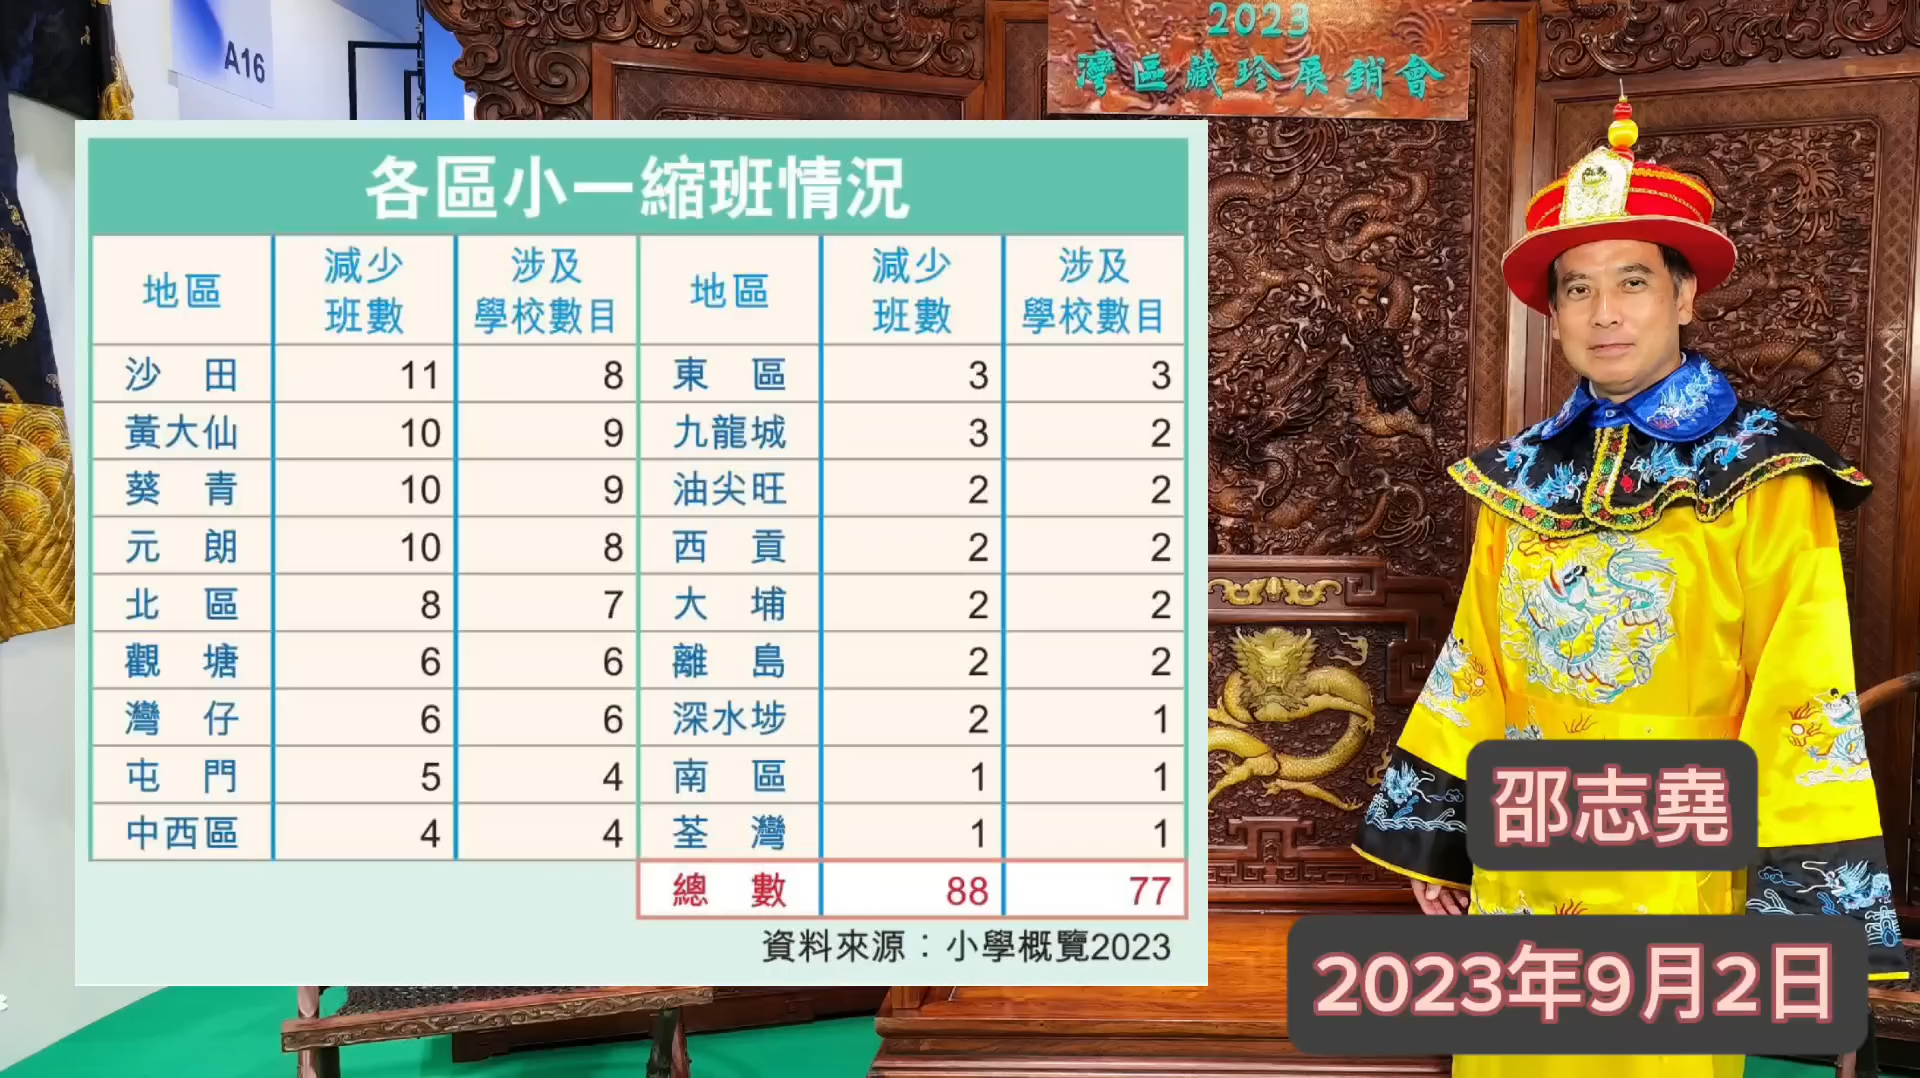 A16
2023
灣區藏珍展銷會
各區小一縮班情況
地區 減少班數 涉及學校數目 地區 減少班數 涉及學校數目
沙田 11 8 東區 3 3
黃大仙 10 9 九龍城 3 2
葵青 10 9 油尖旺 2 2
元朗 10 8 西貢 2 2
北區 8 7 大埔 2 2
觀塘 6 6 離島 2 2
灣仔 6 6 深水埗 2 1
屯門 5 4 南區 1 1
中西區 4 4 荃灣 1 1
總數 88 77
資料來源：小學概覽2023
邵志堯
2023年9月2日